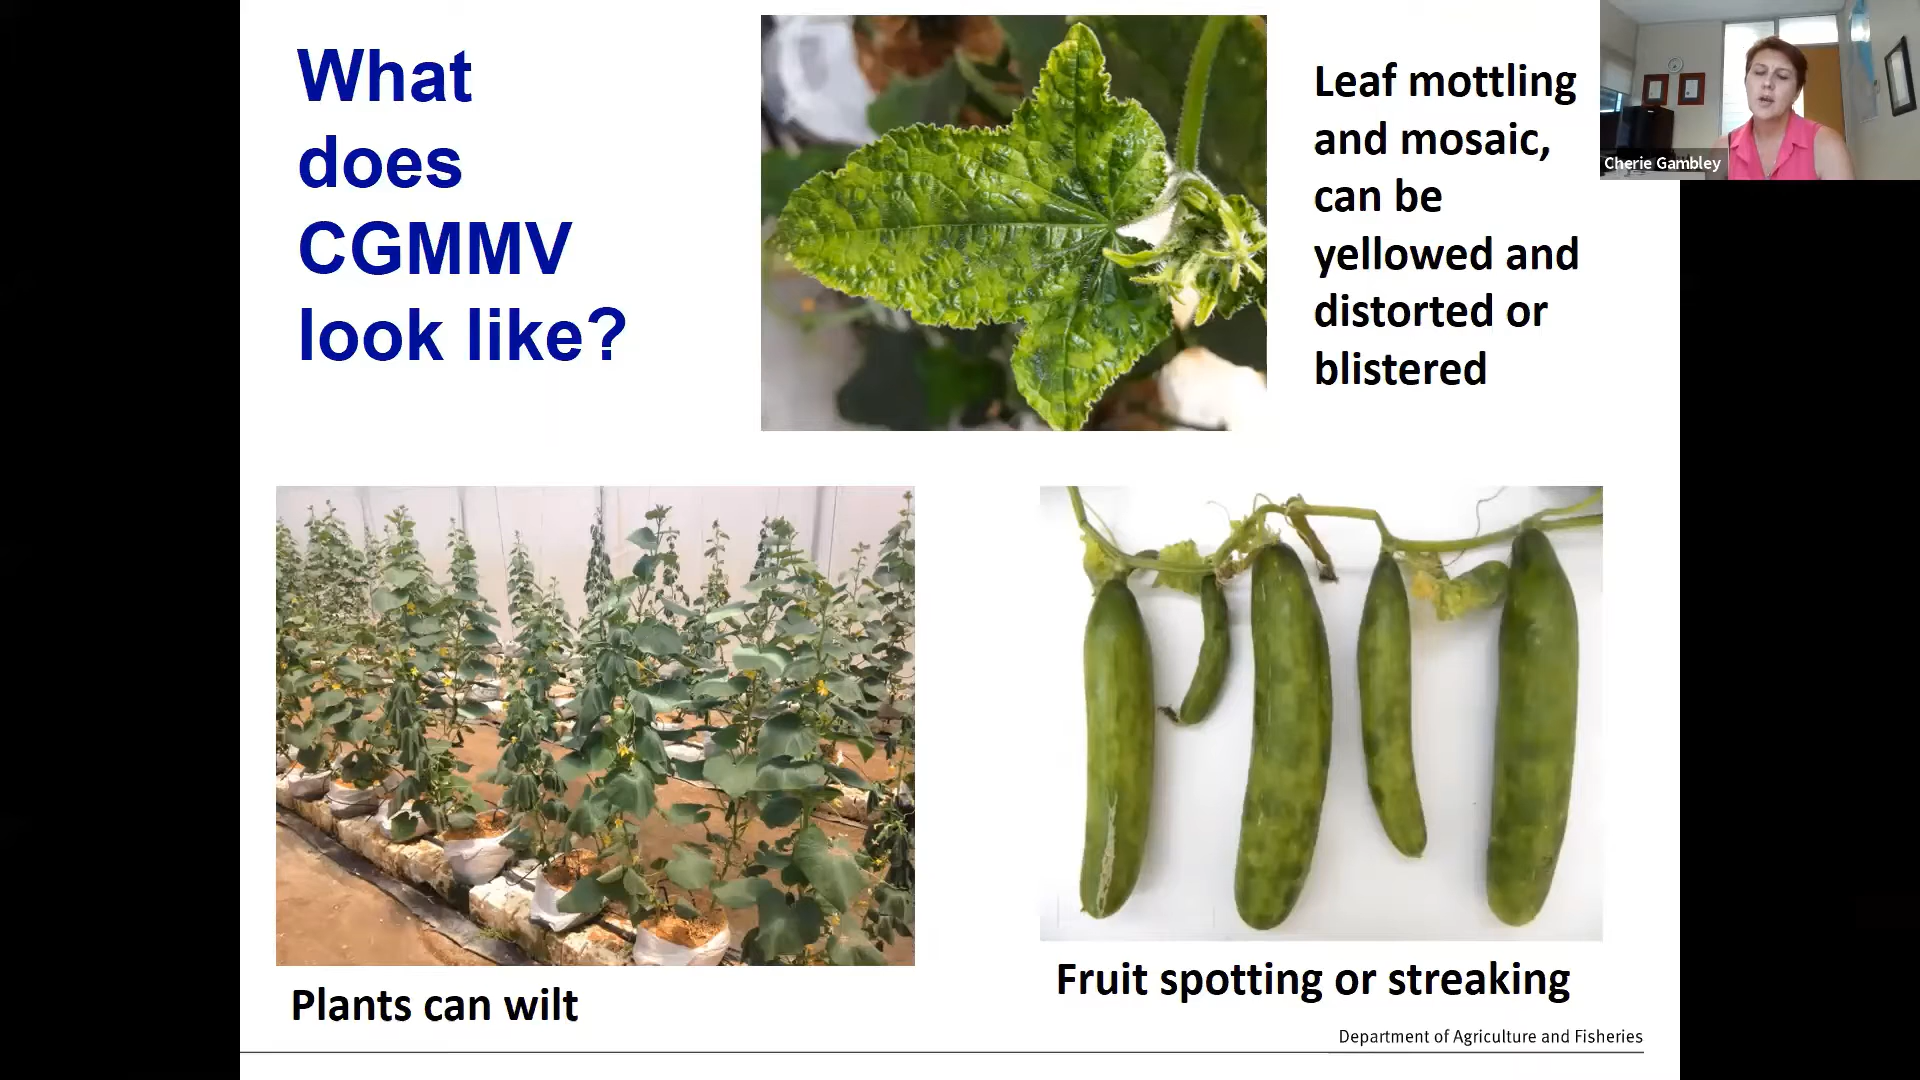 What
does
CGMMV
look like?
Leaf mottling
and mosaic,
can be
yellowed and
distorted or
blistered
Cherie Gambley
Plants can wilt
Fruit spotting or streaking
Department of Agriculture and Fisheries